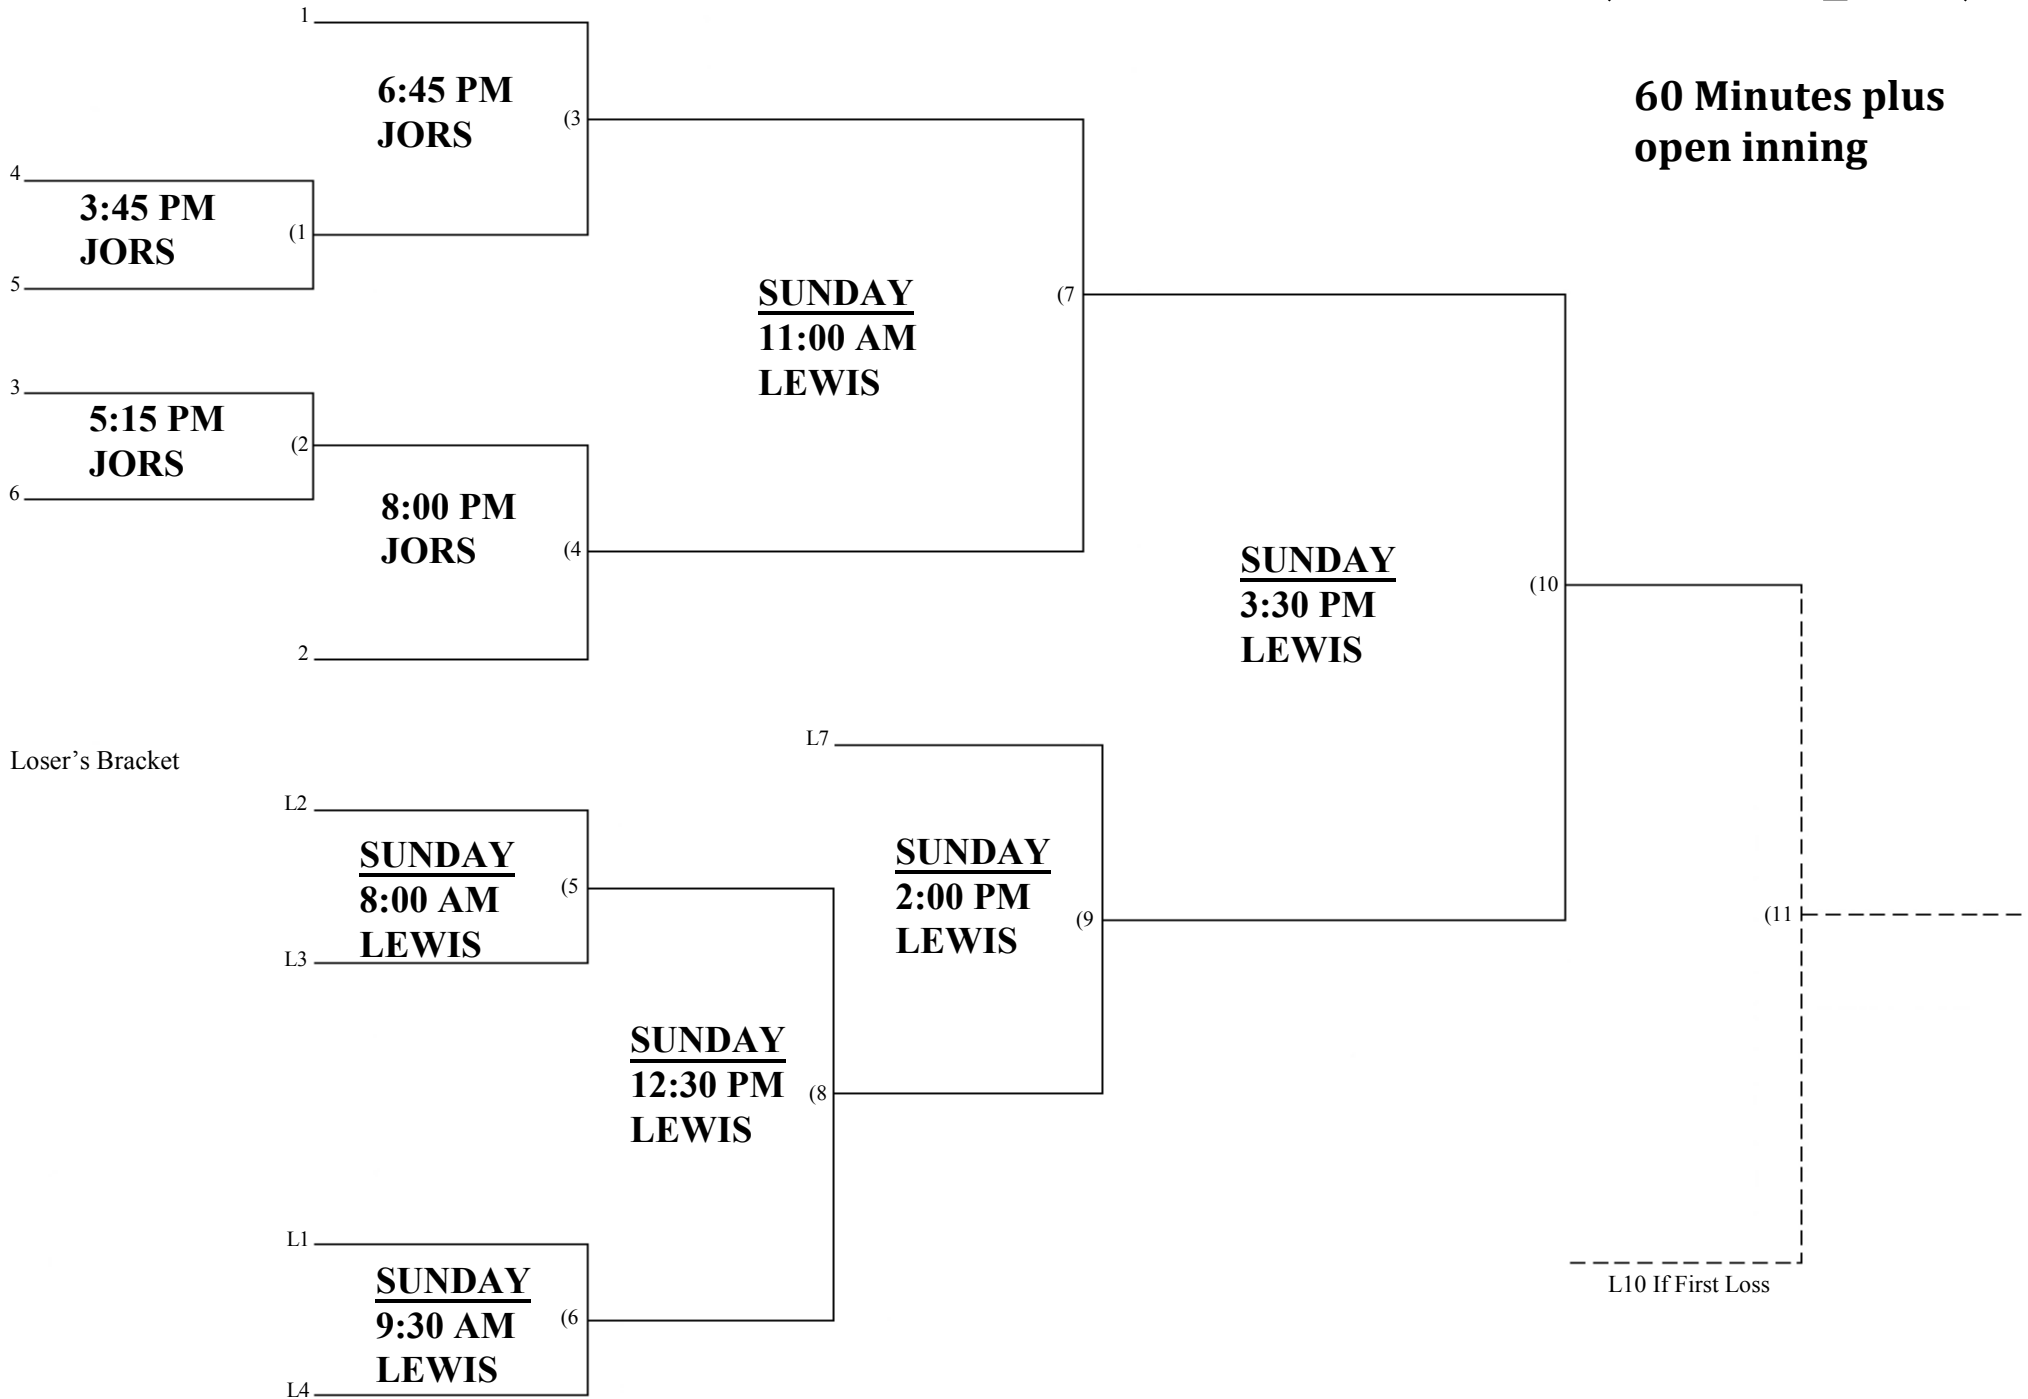 1
6:45 PM
JORS
(3
60 Minutes plus
open inning
4
3:45 PM
JORS
(1
5
SUNDAY
11:00 AM
LEWIS
(7
3
5:15 PM
JORS
(2
6
8:00 PM
JORS
(4
2
SUNDAY
3:30 PM
LEWIS
(10
Loser’s Bracket
L7
L2
SUNDAY
8:00 AM
LEWIS
(5
L3
SUNDAY
2:00 PM
LEWIS
(9
(11
SUNDAY
12:30 PM
LEWIS
(8
L1
SUNDAY
9:30 AM
LEWIS
(6
L4
L10 If First Loss